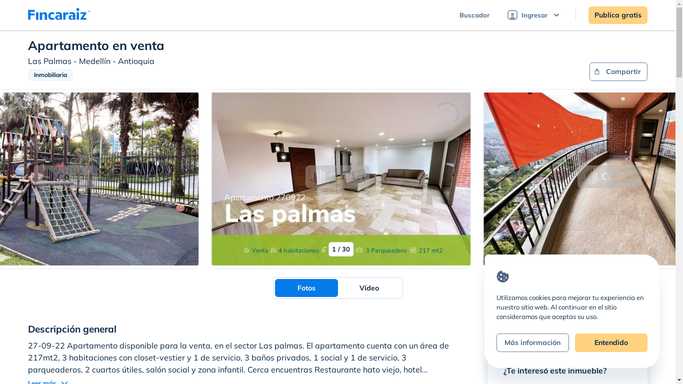 Fincaraiz
Buscador
Ingresar
Publica gratis
Apartamento en venta
Las Palmas - Medellín - Antioquia
Inmobiliaria
Compartir
Apartamento 270922
Las palmas
Venta
4 habitaciones
1 / 30
3 Parqueadero
217 mt2
Fotos
Video
Descripción general
27-09-22 Apartamento disponible para la venta, en el sector Las palmas. El apartamento cuenta con un área de
217mt2, 3 habitaciones con closet-vestier y 1 de servicio, 3 baños privados, 1 social y 1 de servicio, 3
parqueaderos, 2 cuartos útiles, salón social y zona infantil. Cerca encuentras Restaurante hato viejo, hotel...
Leer más
Utilizamos cookies para mejorar tu experiencia en
nuestro sitio web. Al continuar en el sitio
consideramos que aceptas su uso.
Más información
Entendido
¿Te interesó este inmueble?